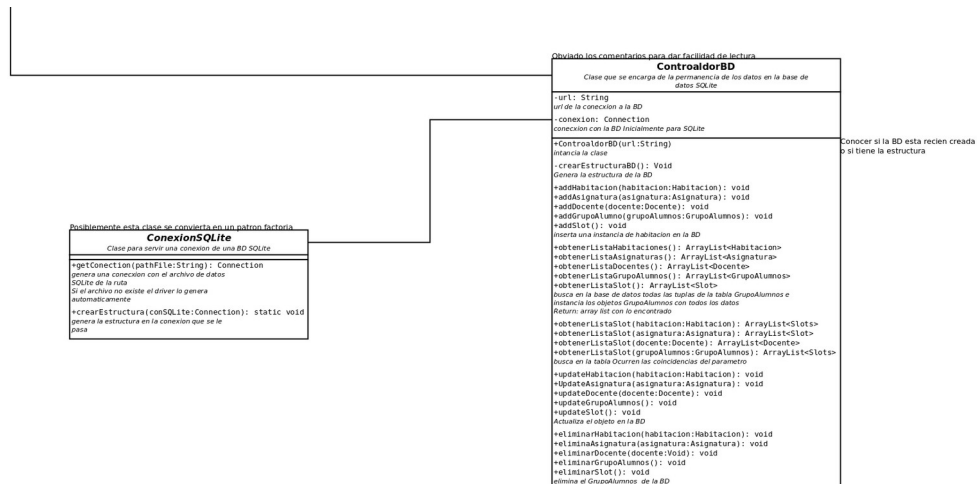 Obviado los comentarios para dar facilidad de lectura
ControaldorBD
Clase que se encarga de la permanencia de los datos en la base de
datos SQLite
-url: String
url de la conecxion a la BD
-conexion: Connection
conecxion con la BD Inicialmente para SQLite
+ControaldorBD(url:String)
intancia la clase
-crearEstructuraBD(): Void
Genera la estructura de la BD
+addHabitacion(habitacion:Habitacion): void
+addAsignatura(asignatura:Asignatura): void
+addDocente(docente:Docente): void
+addGrupoAlumno(grupoAlumnos:GrupoAlumnos): void
+addSlot(): void
inserta una instancia de habitacion en la BD
+obtenerListaHabitaciones(): ArrayList<Habitacion>
+obtenerListaAsignaturas(): ArrayList<Asignatura>
+obtenerListaDocentes(): ArrayList<Docente>
+obtenerListaGrupoAlumnos(): ArrayList<GrupoAlumnos>
+obtenerListaSlot(): ArrayList<Slot>
busca en la base de datos todas las tuplas de la table GrupoAlumnos e
instancia los objetos GrupoAlumnos con todos los datos
Return: array list con lo encontrado
+obtenerListaSlot(habitacion:Habitacion): ArrayList<Slots>
+obtenerListaSlot(asignatura:Asignatura): ArrayList<Slot>
+obtenerListaSlot(docente:Docente): ArrayList<Docente>
+obtenerListaSlot(grupoAlumnos:GrupoAlumnos): ArrayList<Slots>
busca en la tabla Ocurren las coincidencias del parametro
+updateHabitacion(habitacion:Habitacion): void
+UpdateAsignatura(asignatura:Asignatura): void
+updateDocente(docente:Docente): void
+updateGrupoAlumnos(): void
+updateSlot(): void
Actualiza el objeto en la BD
+eliminarHabitacion(habitacion:Habitacion): void
+eliminaAsignatura(asignatura:Asignatura): void
+eliminarDocente(docente:Void): void
+eliminarGrupoAlumnos(): void
+eliminarSlot(): void
elimina el GrupoAlumnos de la BD
Conocer si la BD esta recien creada
o si tiene la estructura
Posiblemente esta clase se convierta en un patron factoria
ConexionSQLite
Clase para servir una conexion de una BD SQLite
+getConection(pathFile:String): Connection
genera una conecxion con el archivo de datos
SQLite de la ruta
Si el archivo no existe el driver lo genera
automaticamente
+crearEstructura(conSQLite:Connection): static void
genera la estructura en la conexion que se le
pasa